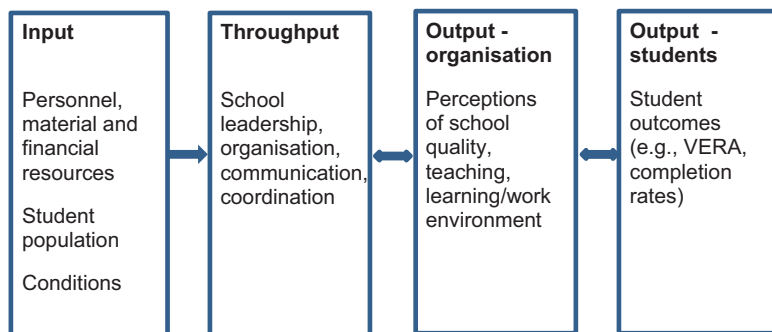 Input
Personnel,
material and
financial
resources
Student
population
Conditions
Throughput
School
leadership,
organisation,
communication,
coordination
Output -
organisation
Perceptions
of school
quality,
teaching,
learning/work
environment
Output  -
students
Student
outcomes
(e.g., VERA,
completion
rates)